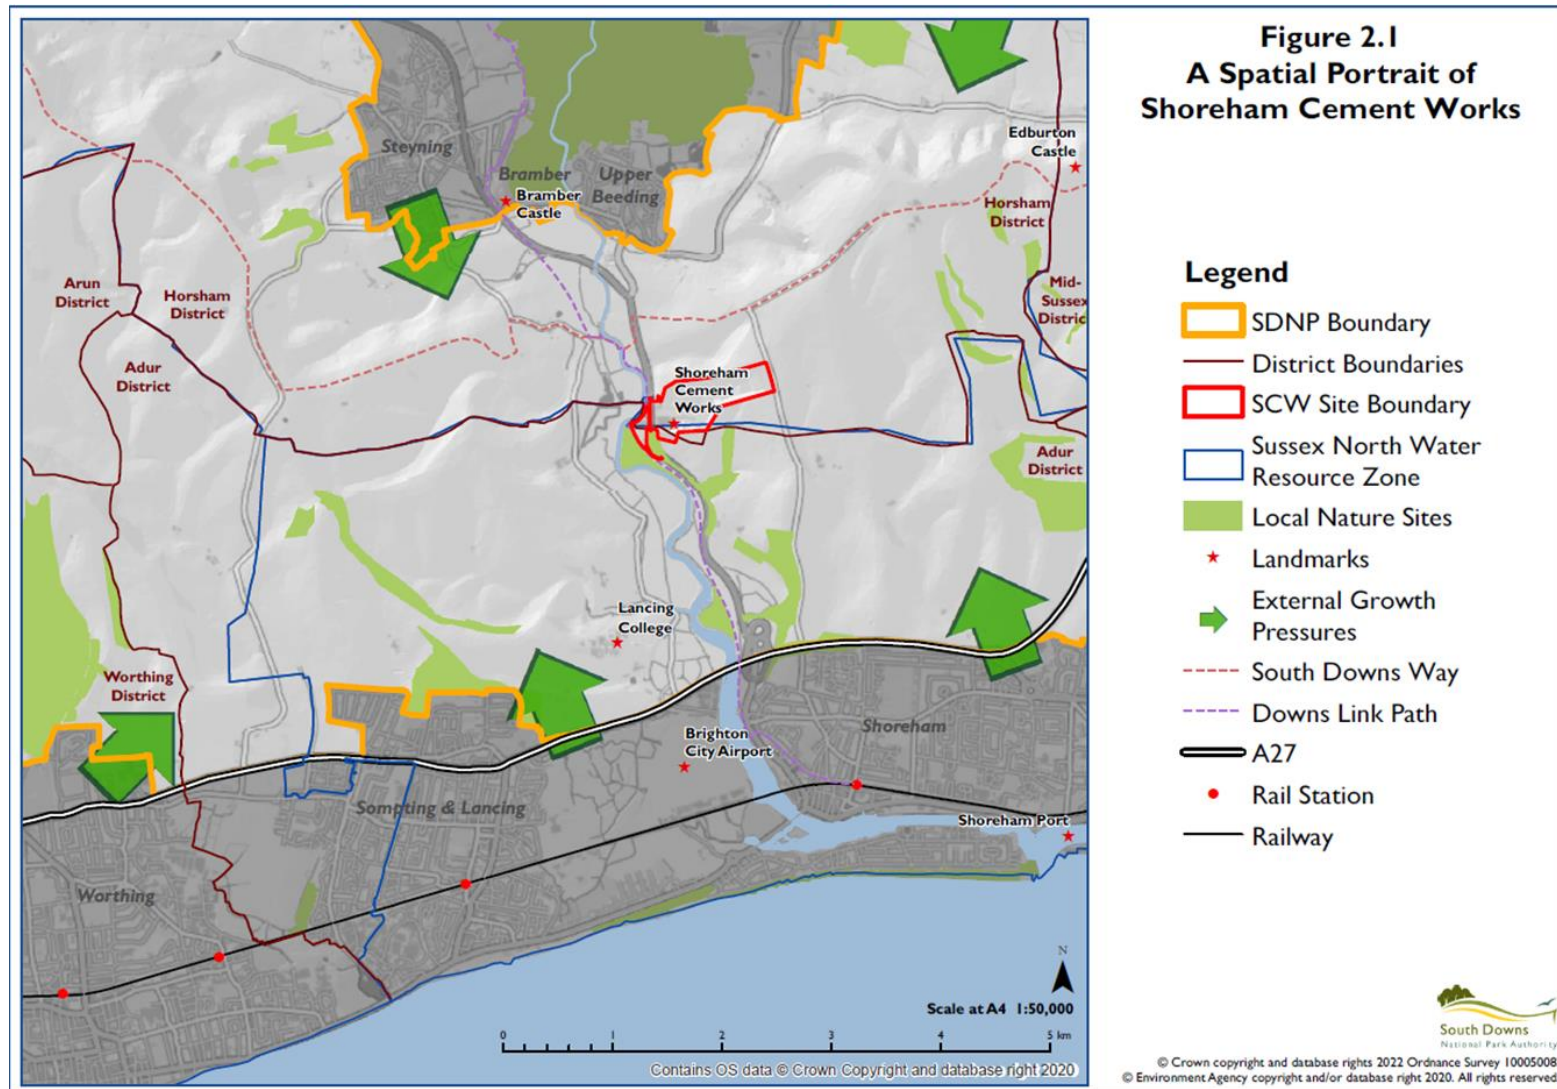 Figure 2.1
A Spatial Portrait of
Shoreham Cement Works
Edburton
Castle
Steyning
Bramber
Upper
Beeding
Bramber
Castle
Horsham
District
Arun
District
Horsham
District
Mid-
Sussex
Distric
Adur
District
Shoreham
Cement
Works
Adur
District
Lancing
College
Worthing
District
Brighton
City Airport
Shoreham
Sompting & Lancing
Shoreham Port
Worthing
Legend
SDNP Boundary
District Boundaries
SCW Site Boundary
Sussex North Water
Resource Zone
Local Nature Sites
Landmarks
External Growth
Pressures
South Downs Way
Downs Link Path
A27
Rail Station
Railway
N
Scale at A4 1:50,000
0 1 2 3 4 5 km
Contains OS data © Crown Copyright and database right 2020
South Downs
National Park Authority
© Crown copyright and database rights 2022 Ordnance Survey 10005008
© Environment Agency copyright and/or database right 2020. All rights reserved